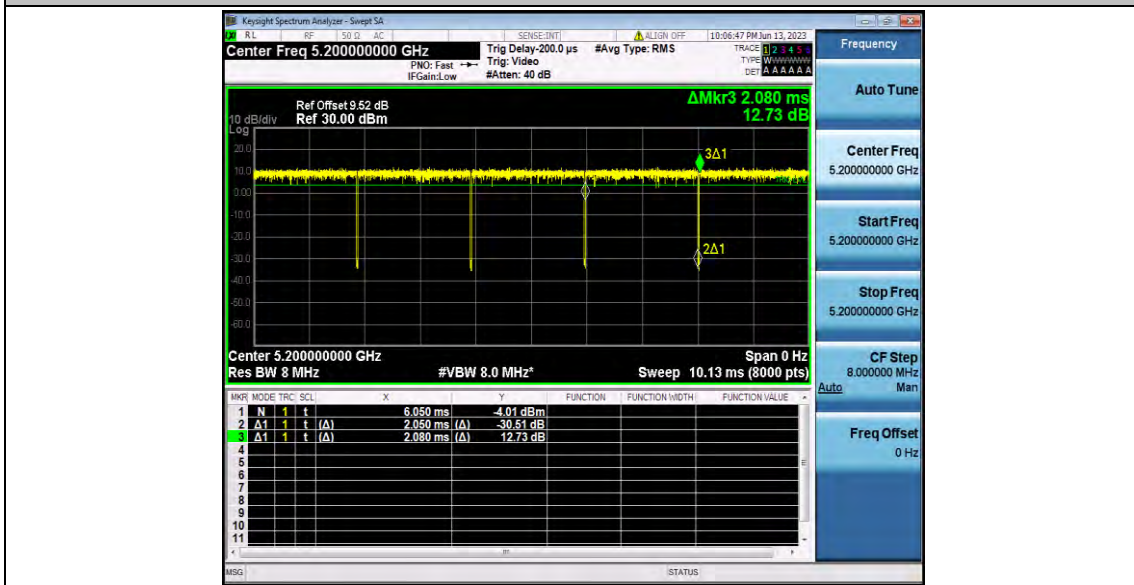 Keysight Spectrum Analyzer - Swept SA
RL RF 50 Ω AC SENSE:INT ALIGN OFF 10:06:47 PM Jun 13, 2023
Center Freq 5.200000000 GHz
Trig Delay-200.0 µs #Avg Type: RMS
TRACE 1 2 3 4 5 6
PNO: Fast Trig: Video
TYPE WWWWWW
IFGain:Low #Atten: 40 dB
DET A A A A A A
Frequency
Auto Tune
Center Freq
5.200000000 GHz
Start Freq
5.200000000 GHz
Stop Freq
5.200000000 GHz
CF Step
8.000000 MHz
Auto Man
Freq Offset
0 Hz
ΔMkr3 2.080 ms
12.73 dB
Ref Offset 9.52 dB
10 dB/div Ref 30.00 dBm
Log
20.0
10.0
0.00
-10.0
-20.0
-30.0
-40.0
-50.0
-60.0
3Δ1
2Δ1
Center 5.200000000 GHz Span 0 Hz
Res BW 8 MHz #VBW 8.0 MHz* Sweep 10.13 ms (8000 pts)
MKR MODE TRC SCL X Y FUNCTION FUNCTION WIDTH FUNCTION VALUE
1 N 1 t 6.050 ms -4.01 dBm
2 Δ1 1 t (Δ) 2.050 ms (Δ) -30.51 dB
3 Δ1 1 t (Δ) 2.080 ms (Δ) 12.73 dB
4
5
6
7
8
9
10
11
MSG STATUS